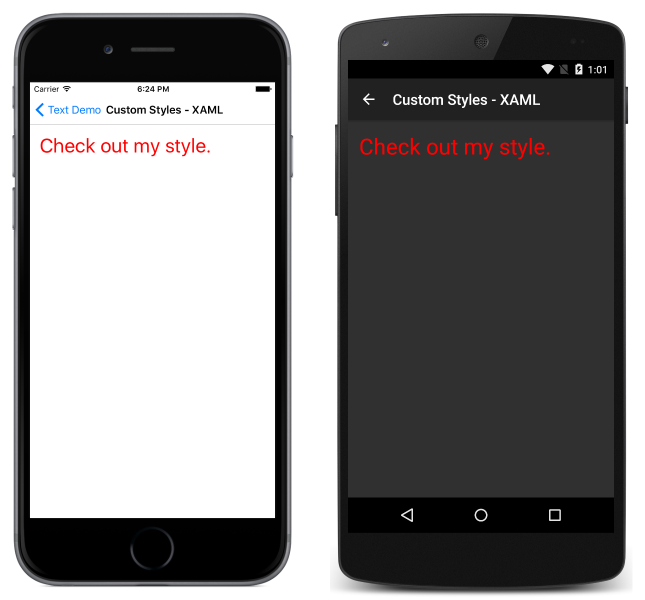 Carrier 6:24 PM
Text Demo Custom Styles - XAML
Check out my style.
1:01
Custom Styles - XAML
Check out my style.